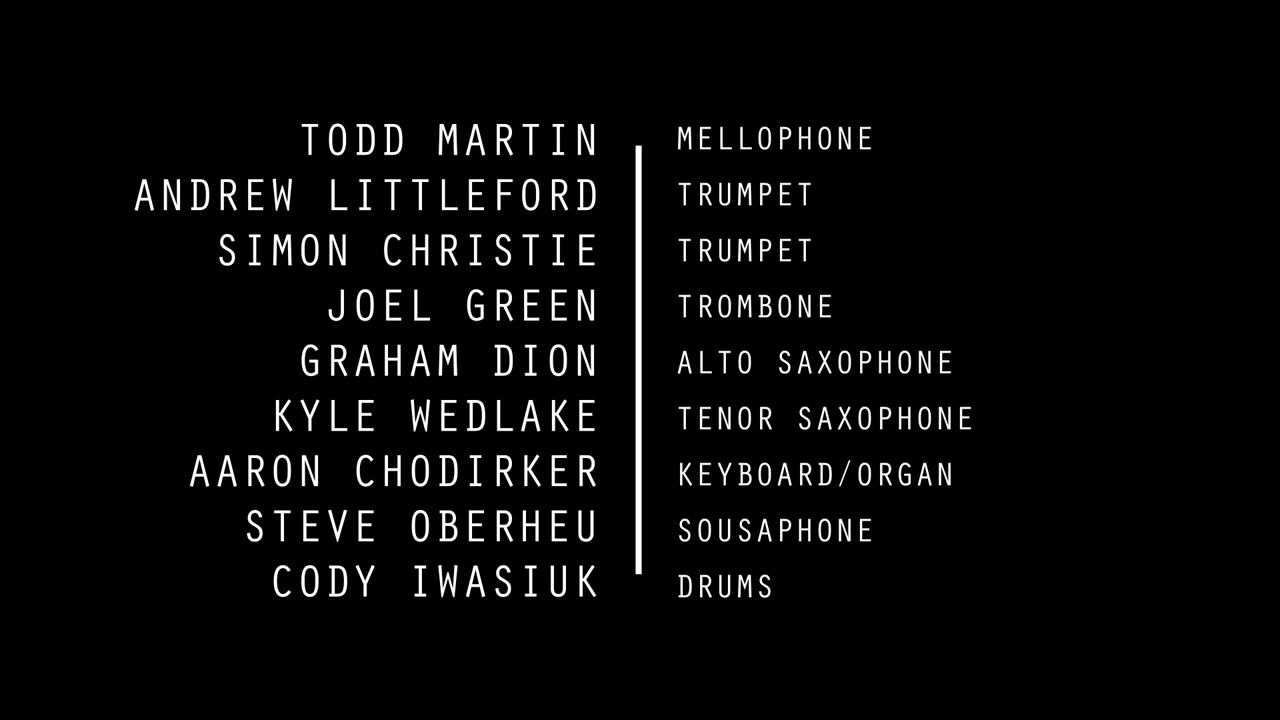 TODD MARTIN MELLOPHONE
ANDREW LITTLEFORD TRUMPET
SIMON CHRISTIE TRUMPET
JOEL GREEN TROMBONE
GRAHAM DION ALTO SAXOPHONE
KYLE WEDLAKE TENOR SAXOPHONE
AARON CHODIRKER KEYBOARD/ORGAN
STEVE OBERHEU SOUSAPHONE
CODY IWASIUK DRUMS